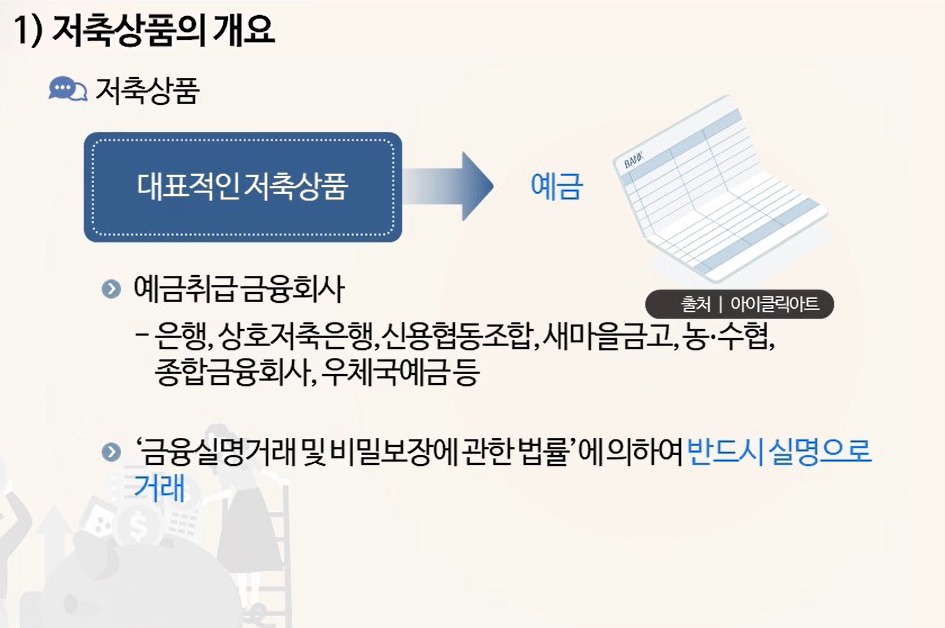 1) 저축상품의 개요
저축상품
대표적인 저축상품
예금
BANK
출처 | 아이클릭아트
예금취급 금융회사
- 은행, 상호저축은행, 신용협동조합, 새마을금고, 농·수협,
종합금융회사, 우체국예금 등
‘금융실명거래 및 비밀보장에 관한 법률’에 의하여 반드시 실명으로
거래